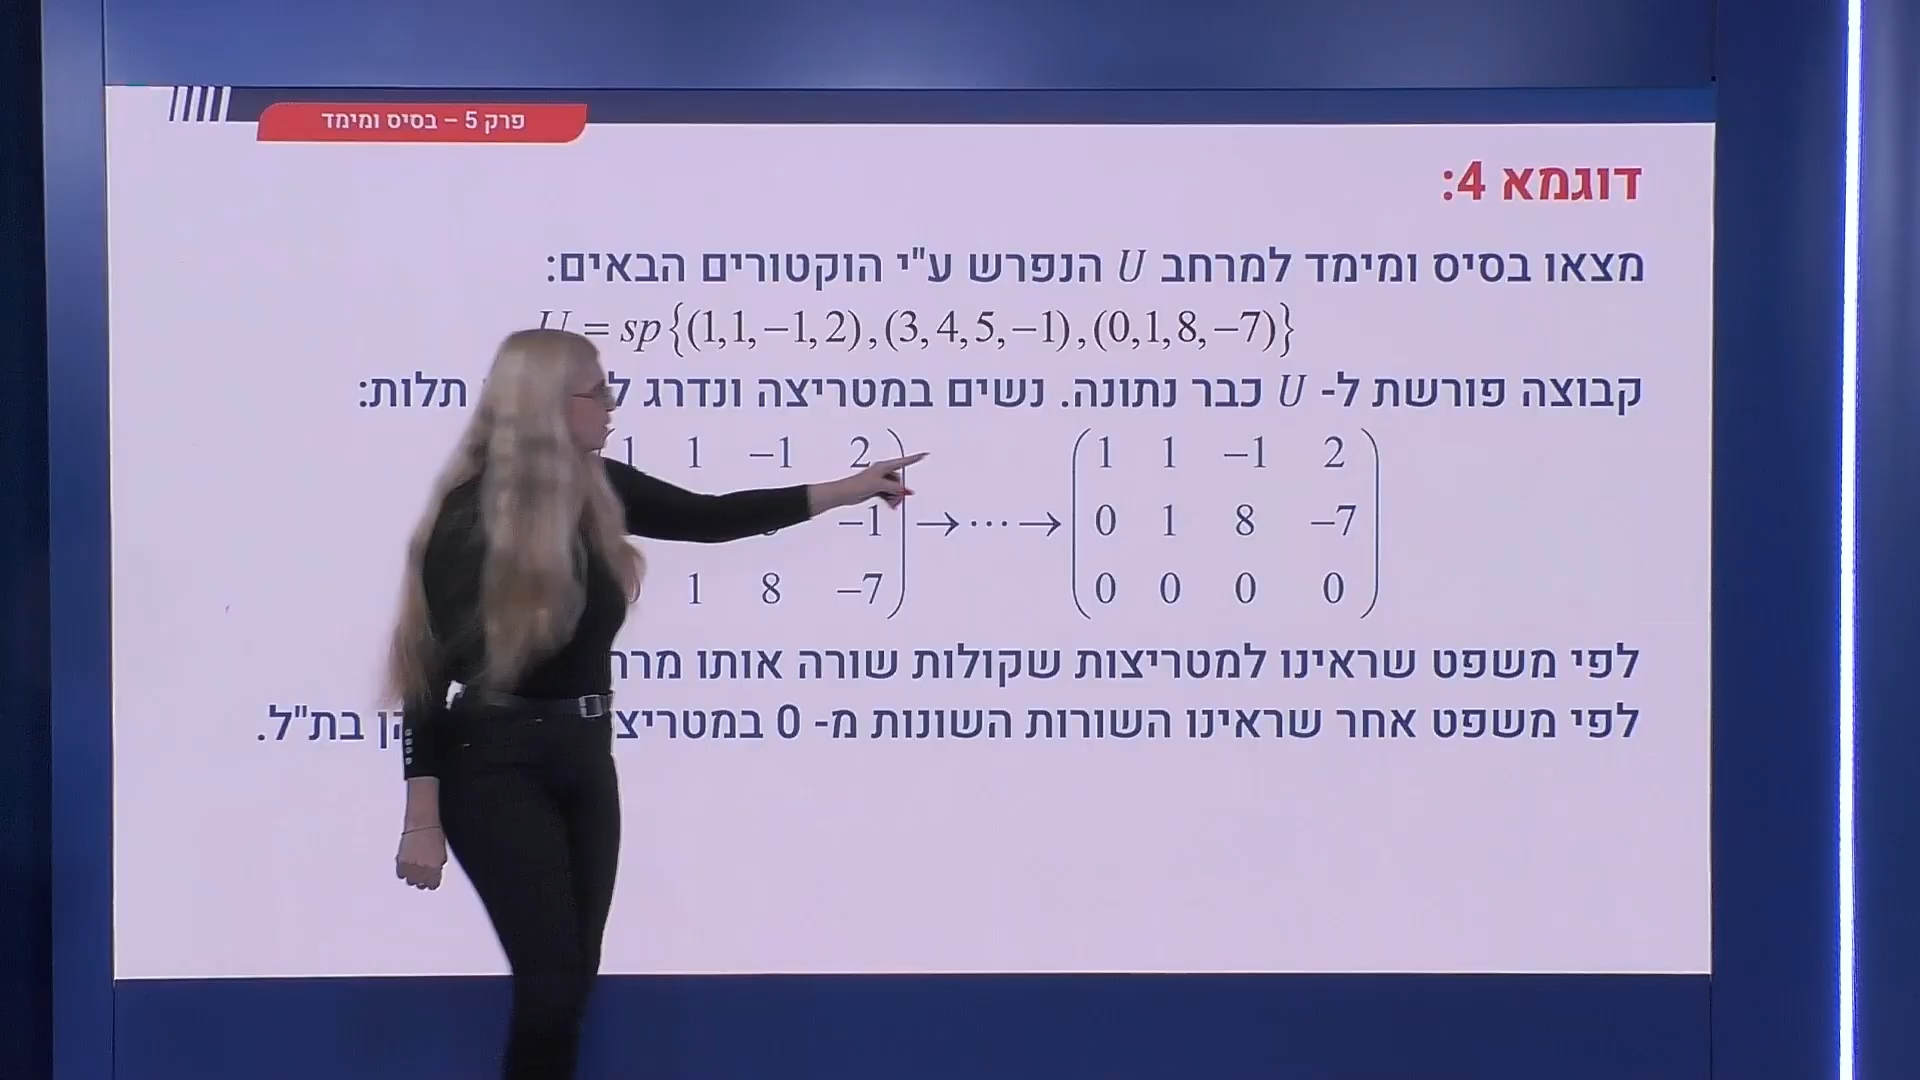 פרק 5 – בסיס ומימד
דוגמא 4:
מצאו בסיס ומימד למרחב U הנפרש ע"י הוקטורים הבאים:
U = sp{(1,1,−1,2),(3,4,5,−1),(0,1,8,−7)}
קבוצה פורשת ל- U כבר נתונה. נשים במטריצה ונדרג תלות:
1 1 −1 2 1 1 −1 2
−1 →⋯→ 0 1 8 −7
1 8 −7 0 0 0 0
לפי משפט שראינו למטריצות שקולות שורה אותו
לפי משפט אחר שראינו השורות השונות מ- 0 בת"ל.